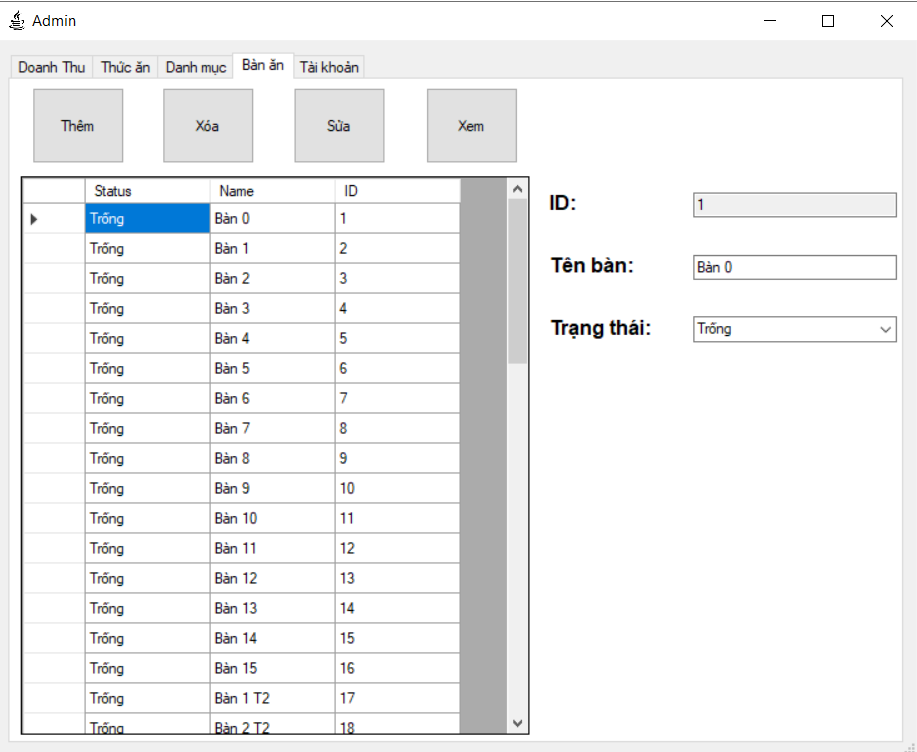 Admin
Doanh Thu Thức ăn Danh mục Bàn ăn Tài khoản
Thêm Xóa Sửa Xem
Status Name ID
Trống Bàn 0 1
Trống Bàn 1 2
Trống Bàn 2 3
Trống Bàn 3 4
Trống Bàn 4 5
Trống Bàn 5 6
Trống Bàn 6 7
Trống Bàn 7 8
Trống Bàn 8 9
Trống Bàn 9 10
Trống Bàn 10 11
Trống Bàn 11 12
Trống Bàn 12 13
Trống Bàn 13 14
Trống Bàn 14 15
Trống Bàn 15 16
Trống Bàn 1 T2 17
Trống Bàn 2 T2 18
ID: 1
Tên bàn: Bàn 0
Trạng thái: Trống